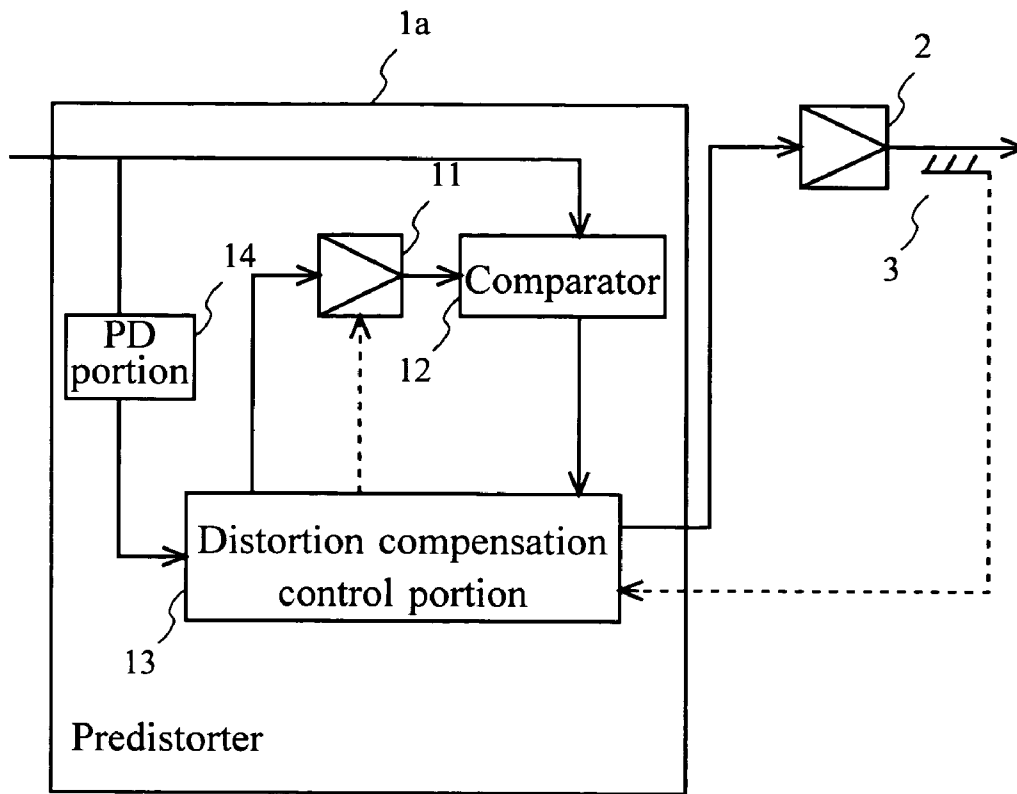 1a
2
11
14
Comparator
3
PD
portion
12
Distortion compensation
control portion
13
Predistorter